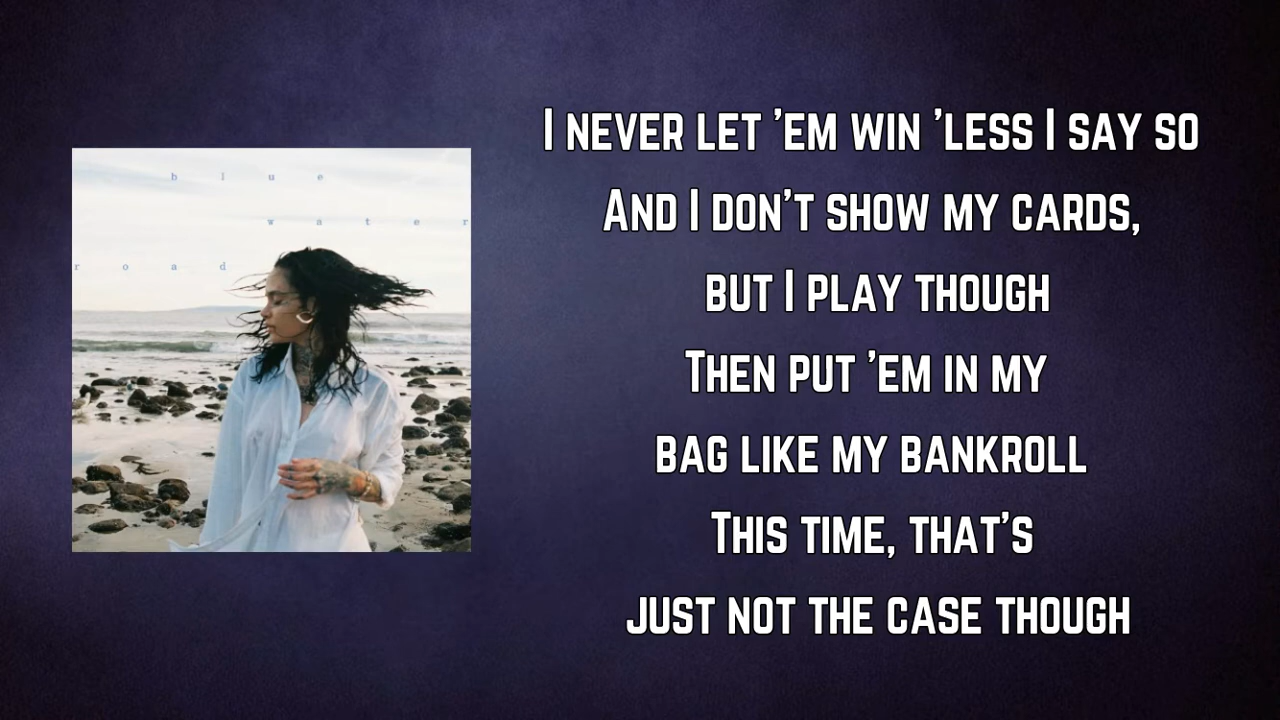 b l u e
w a t e r
r o a d
I NEVER LET 'EM WIN 'LESS I SAY SO
AND I DON'T SHOW MY CARDS,
BUT I PLAY THOUGH
THEN PUT 'EM IN MY
BAG LIKE MY BANKROLL
THIS TIME, THAT'S
JUST NOT THE CASE THOUGH